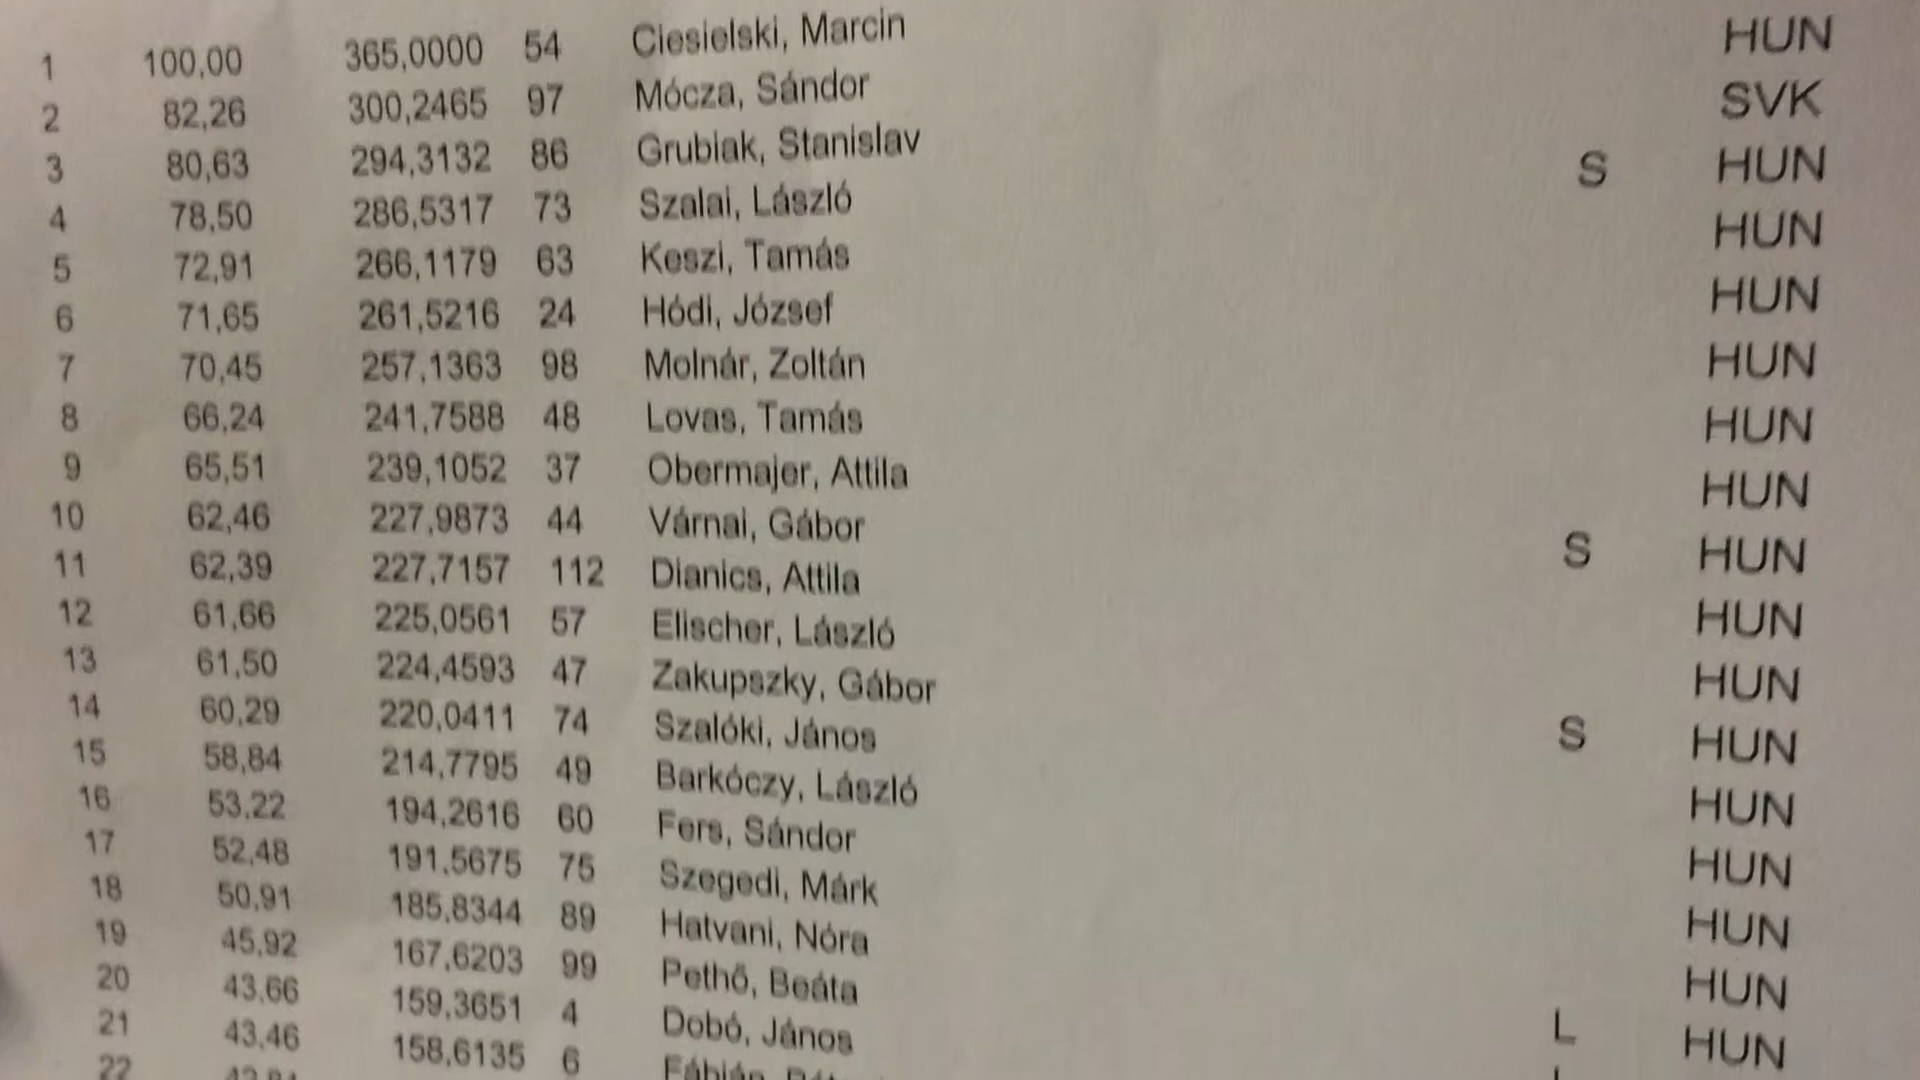 1 100,00 365,0000 54 Ciesielski, Marcin
2 82,26 300,2465 97 Mócza, Sándor HUN
3 80,63 294,3132 86 Grubiak, Stanislav SVK
4 78,50 286,5317 73 Szalai, László S HUN
5 72,91 266,1179 63 Keszi, Tamás HUN
6 71,65 261,5216 24 Hódi, József HUN
7 70,45 257,1363 98 Molnár, Zoltán HUN
8 66,24 241,7588 48 Lovas, Tamás HUN
9 65,51 239,1052 37 Obermajer, Attila HUN
10 62,46 227,9873 44 Várnai, Gábor S HUN
11 62,39 227,7157 112 Dianics, Attila HUN
12 61,66 225,0561 57 Elischer, László HUN
13 61,50 224,4593 47 Zakupszky, Gábor S HUN
14 60,29 220,0411 74 Szalóki, János HUN
15 58,84 214,7795 49 Barkóczy, László HUN
16 53,22 194,2616 60 Fers, Sándor HUN
17 52,48 191,5675 75 Szegedi, Márk HUN
18 50,91 185,8344 89 Hatvani, Nóra L HUN
19 45,92 167,6203 99 Pethő, Beáta
20 43,66 159,3651 4 Dobó, János
21 43,46 158,6135 6 Fábián,
22